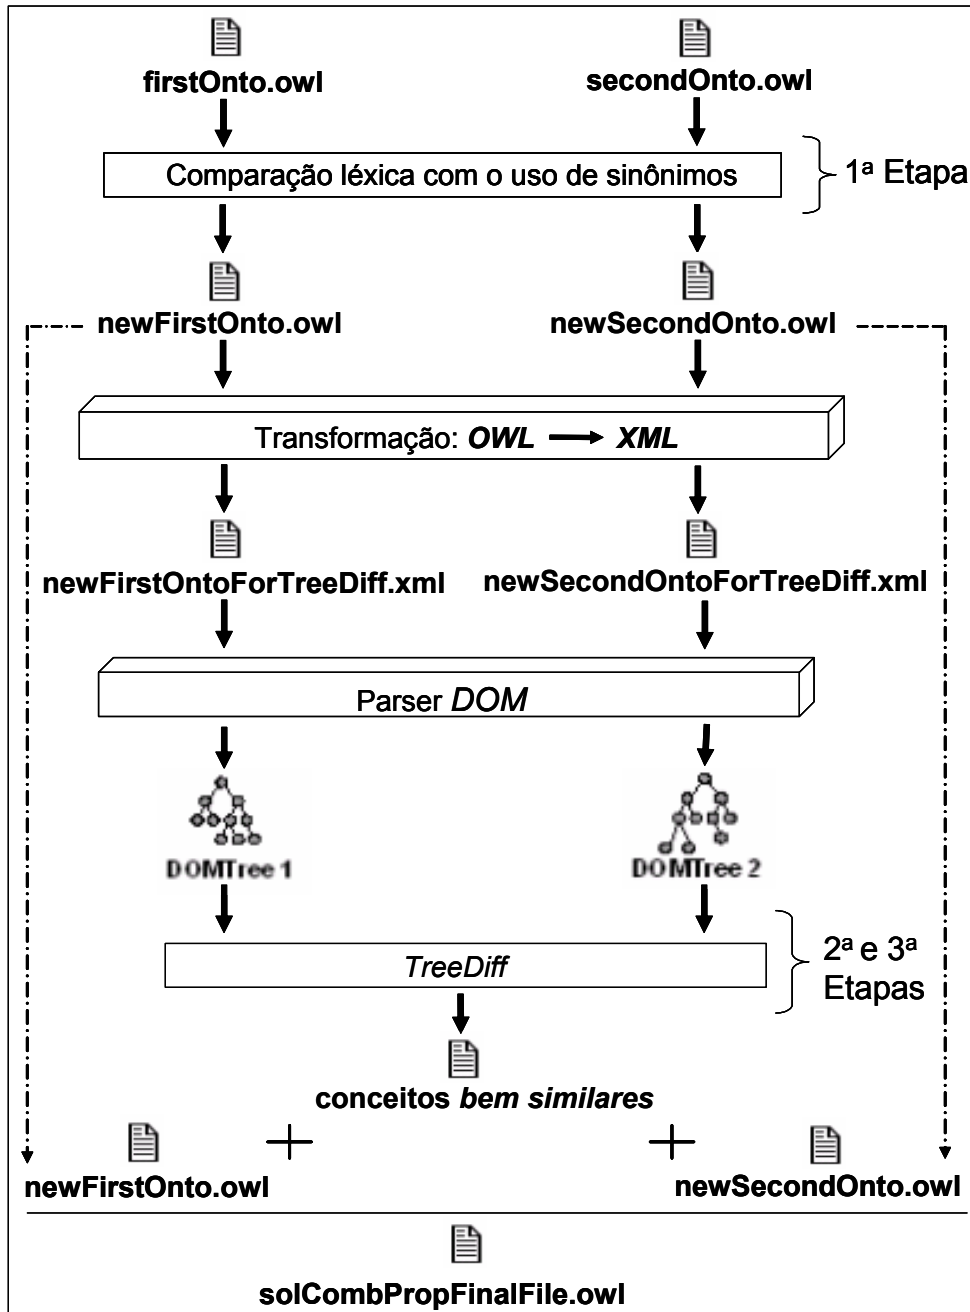 firstOnto.owl
secondOnto.owl
Comparação léxica com o uso de sinônimos
1ª Etapa
newFirstOnto.owl
newSecondOnto.owl
Transformação: OWL → XML
newFirstOntoForTreeDiff.xml
newSecondOntoForTreeDiff.xml
Parser DOM
DOMTree 1
DOMTree 2
TreeDiff
2ª e 3ª
Etapas
conceitos bem similares
+
+
newFirstOnto.owl
newSecondOnto.owl
solCombPropFinalFile.owl